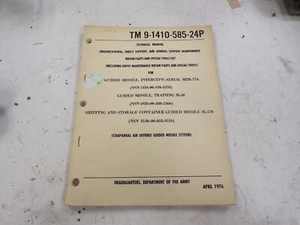 TM 9-1410-585-24P
TECHNICAL MANUAL
ORGANIZATIONAL, DIRECT SUPPORT, AND GENERAL SUPPORT MAINTENANCE
REPAIR PARTS AND SPECIAL TOOLS LIST
(INCLUDING DEPOT MAINTENANCE REPAIR PARTS AND SPECIAL TOOLS)
FOR
GUIDED MISSILE, INTERCEPT-AERIAL MIM-72A
GUIDED MISSILE, TRAINING M-30
SHIPPING AND STORAGE CONTAINER GUIDED MISSILE M-570
(CHAPARRAL AIR DEFENSE GUIDED MISSILE SYSTEM)
HEADQUARTERS, DEPARTMENT OF THE ARMY
APRIL 1976